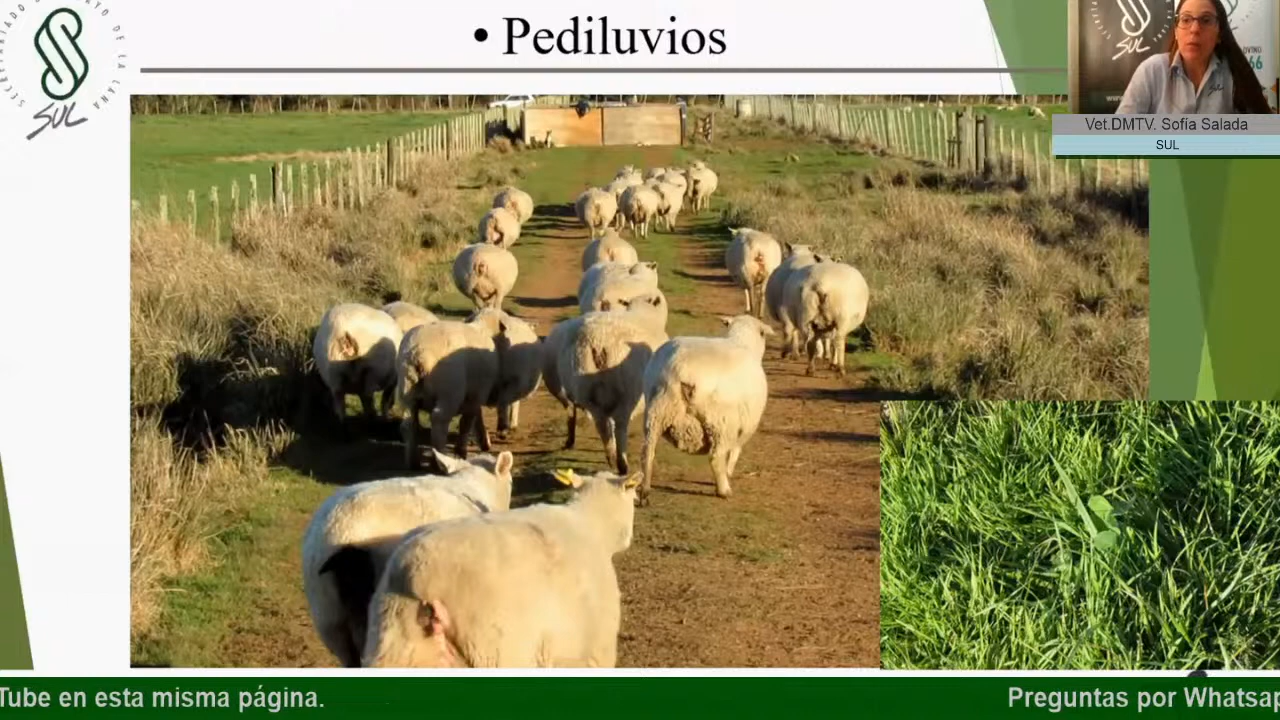 • Pediluvios
SUL
SUL
Vet.DMTV. Sofía Salada
SUL
Tube en esta misma página.
Preguntas por Whatsap